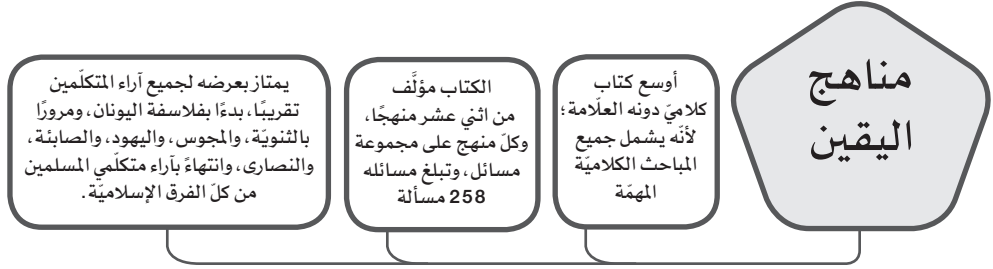 مناهج
اليقين
أوسع كتاب
كلاميّ دونه العلّامة؛
لأنّه يشمل جميع
المباحث الكلاميّة
المهمّة
الكتاب مؤلَّف
من اثني عشر منهجًا،
وكلّ منهج على مجموعة
مسائل، وتبلغ مسائله
258 مسألة
يمتاز بعرضه لجميع آراء المتكلّمين
تقريبًا، بدءًا بفلاسفة اليونان، ومرورًا
بالثنويّة، والمجوس، واليهود، والصابئة،
والنصارى، وانتهاءً بآراء متكلّمي المسلمين
من كلّ الفرق الإسلاميّة.